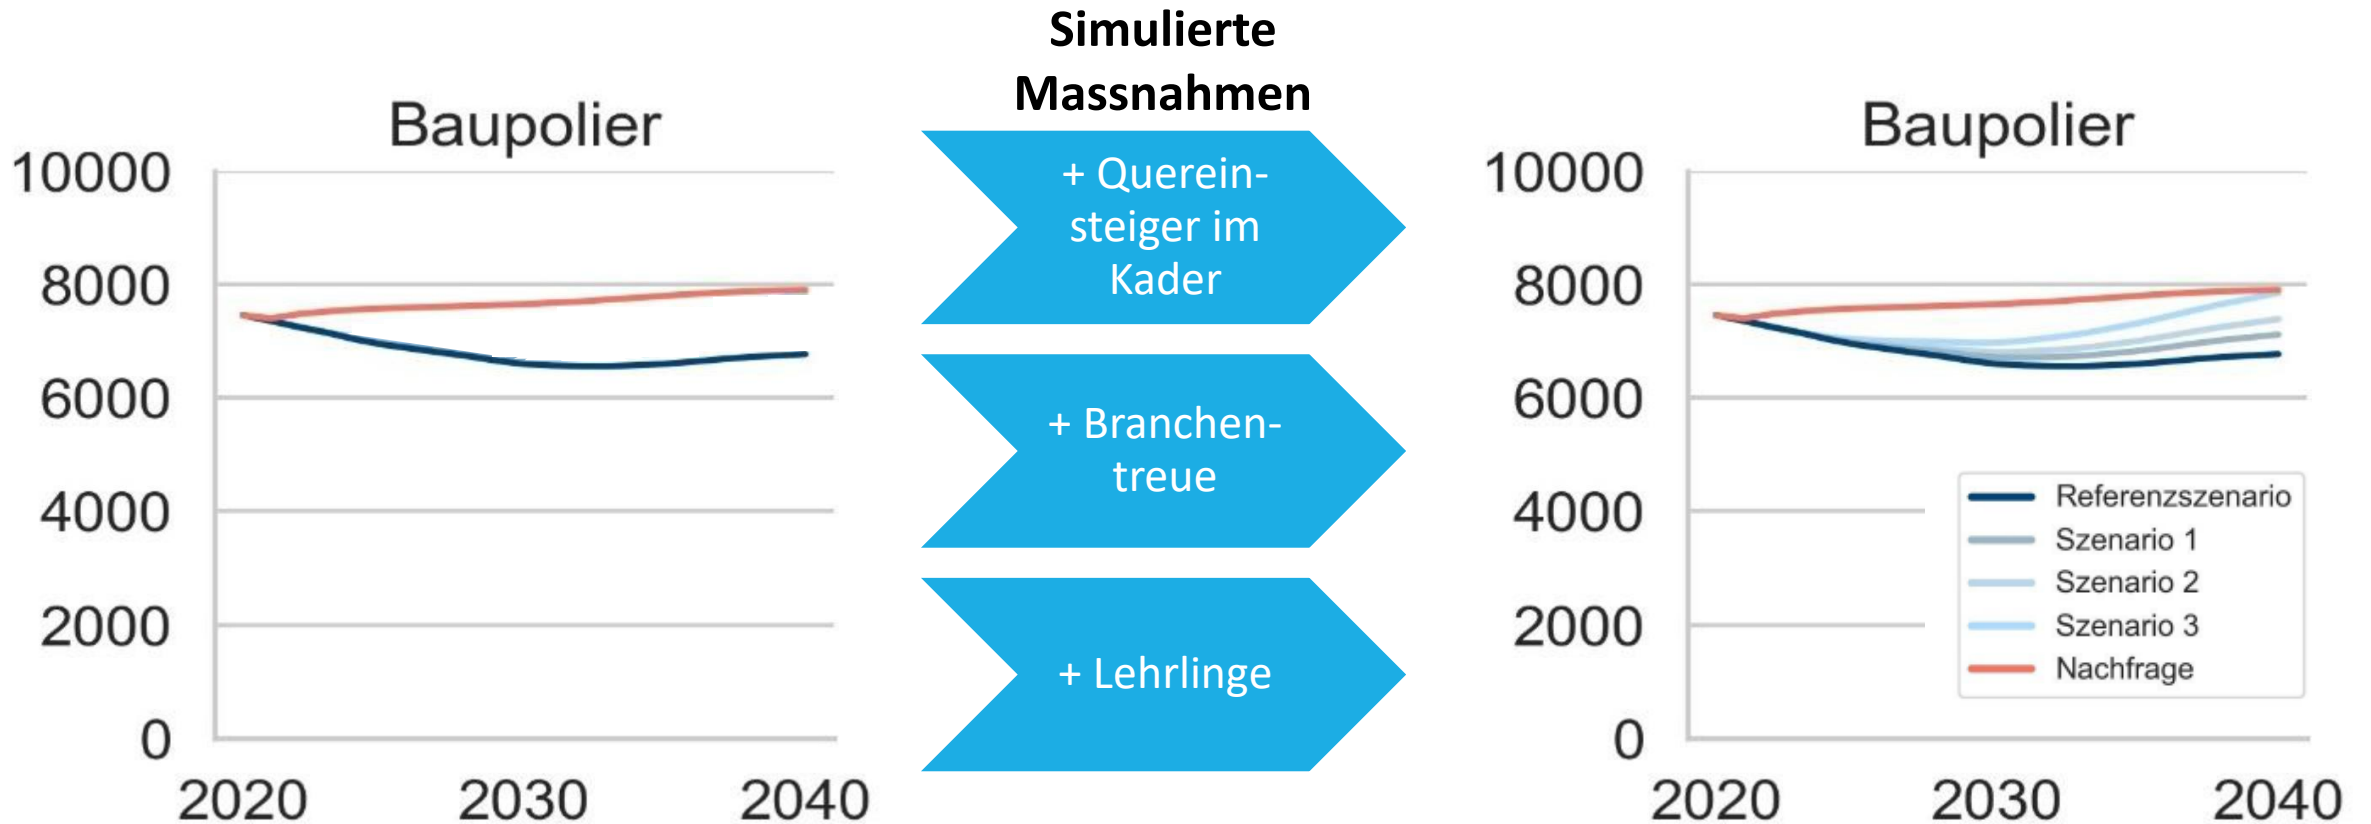 Simulierte
Massnahmen
Baupolier
10000
8000
6000
4000
2000
0
2020 2030 2040
+ Querein-
steiger im
Kader
+ Branchen-
treue
+ Lehrlinge
Baupolier
10000
8000
6000
4000
2000
0
2020 2030 2040
Referenzszenario
Szenario 1
Szenario 2
Szenario 3
Nachfrage